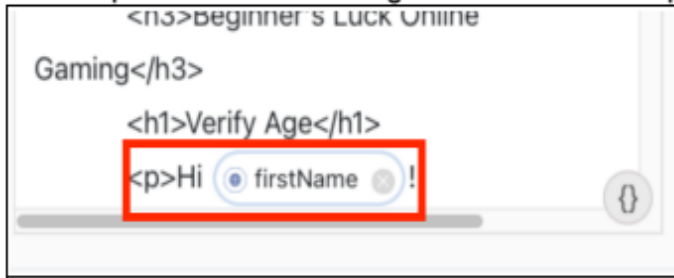 <h3>Beginner's Luck Online
Gaming</h3>
<h1>Verify Age</h1>
<p>Hi firstName !
{}